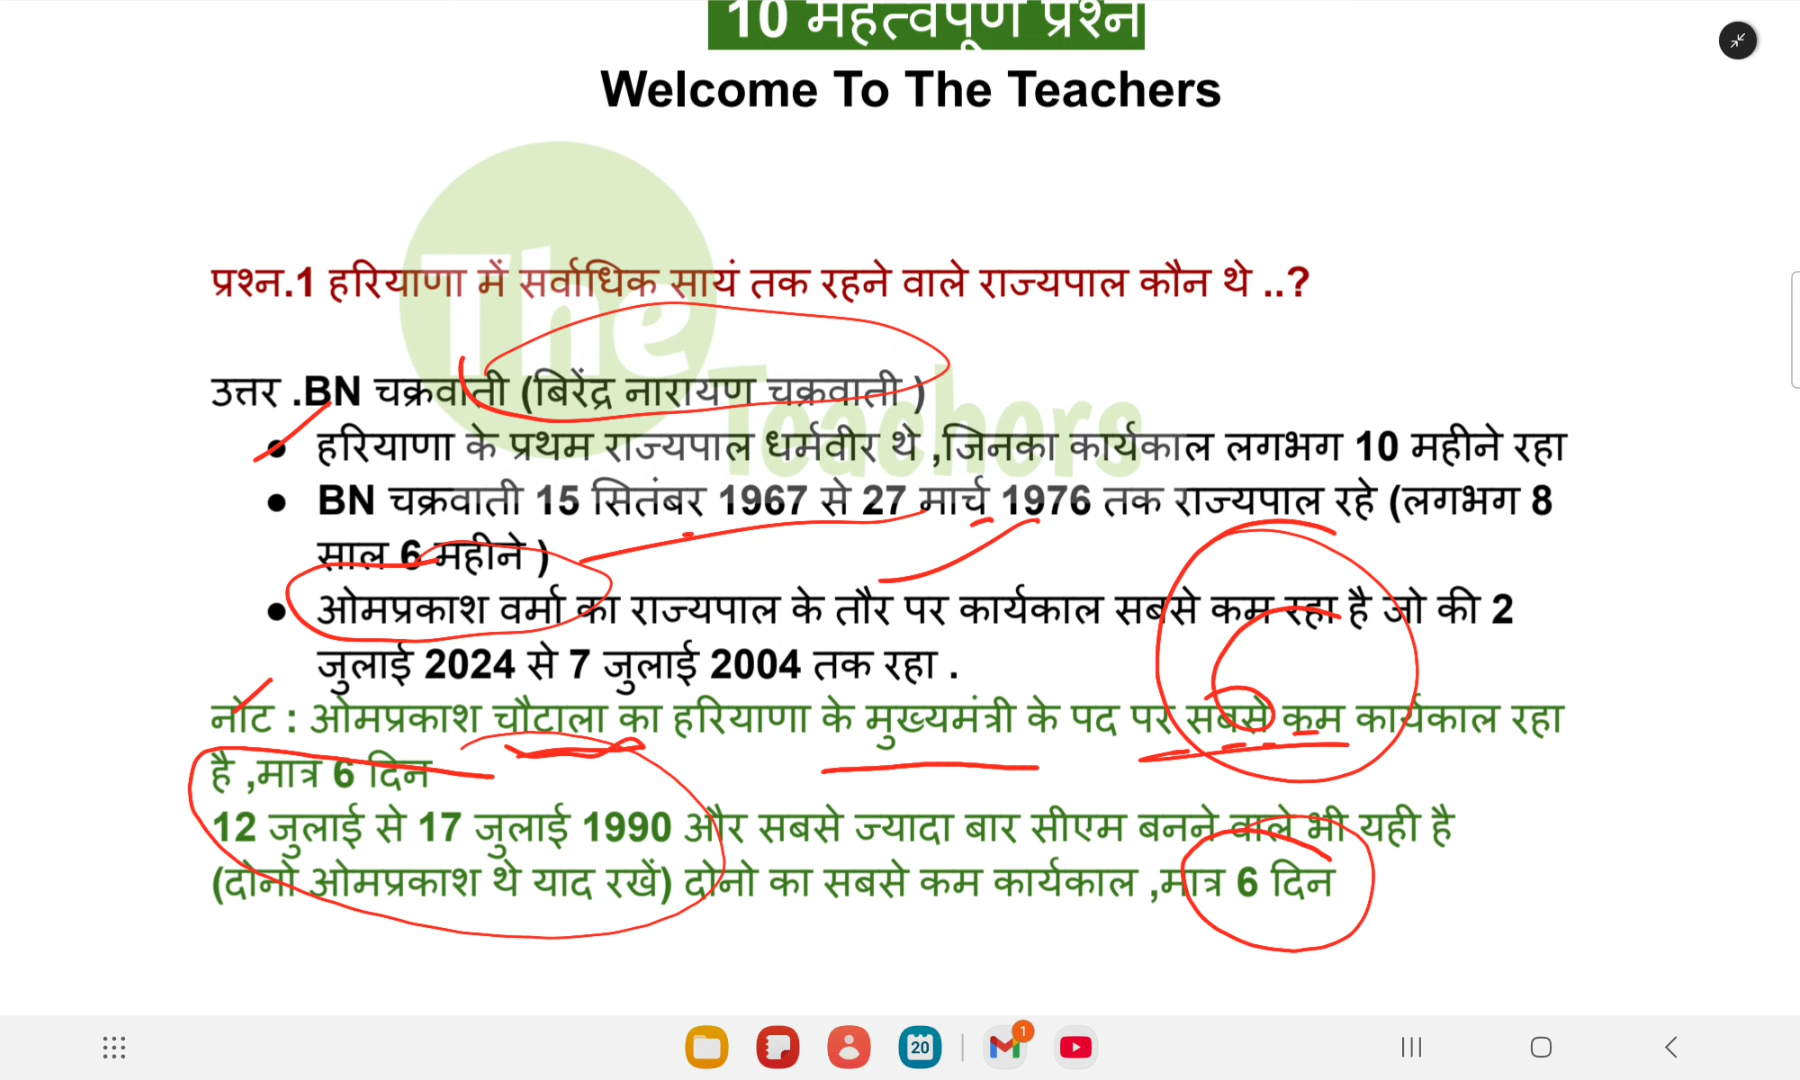 10 महत्वपूर्ण प्रश्न
Welcome To The Teachers
The
Teachers
प्रश्न.1 हरियाणा में सर्वाधिक सायं तक रहने वाले राज्यपाल कौन थे ..?
उत्तर .BN चक्रवाती (बिरेंद्र नारायण चक्रवाती )
● हरियाणा के प्रथम राज्यपाल धर्मवीर थे ,जिनका कार्यकाल लगभग 10 महीने रहा
● BN चक्रवाती 15 सितंबर 1967 से 27 मार्च 1976 तक राज्यपाल रहे (लगभग 8
साल 6 महीने )
● ओमप्रकाश वर्मा का राज्यपाल के तौर पर कार्यकाल सबसे कम रहा है जो की 2
जुलाई 2024 से 7 जुलाई 2004 तक रहा .
नोट : ओमप्रकाश चौटाला का हरियाणा के मुख्यमंत्री के पद पर सबसे कम कार्यकाल रहा
है ,मात्र 6 दिन
12 जुलाई से 17 जुलाई 1990 और सबसे ज्यादा बार सीएम बनने वाले भी यही है
(दोनो ओमप्रकाश थे याद रखें) दोनो का सबसे कम कार्यकाल ,मात्र 6 दिन
20
1